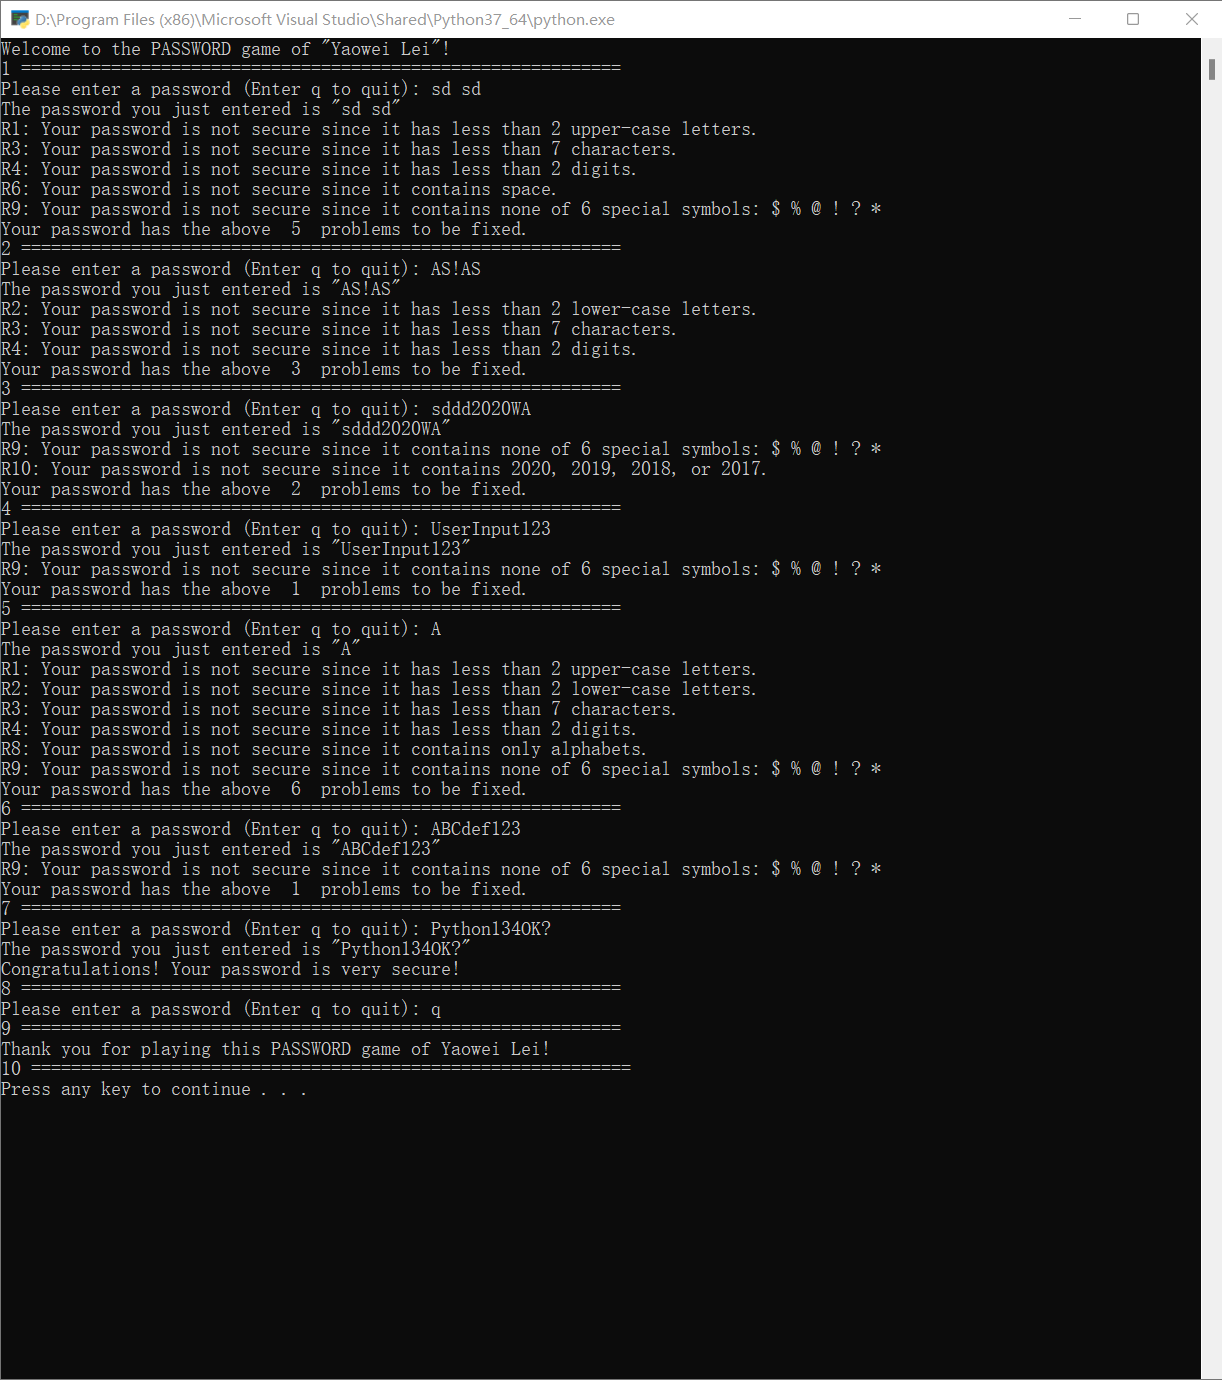 D:\Program Files (x86)\Microsoft Visual Studio\Shared\Python37_64\python.exe
Welcome to the PASSWORD game of "Yaowei Lei"!
1 ============================================================
Please enter a password (Enter q to quit): sd sd
The password you just entered is "sd sd"
R1: Your password is not secure since it has less than 2 upper-case letters.
R3: Your password is not secure since it has less than 7 characters.
R4: Your password is not secure since it has less than 2 digits.
R6: Your password is not secure since it contains space.
R9: Your password is not secure since it contains none of 6 special symbols: $ % @ ! ? *
Your password has the above  5  problems to be fixed.
2 ============================================================
Please enter a password (Enter q to quit): AS!AS
The password you just entered is "AS!AS"
R2: Your password is not secure since it has less than 2 lower-case letters.
R3: Your password is not secure since it has less than 7 characters.
R4: Your password is not secure since it has less than 2 digits.
Your password has the above  3  problems to be fixed.
3 ============================================================
Please enter a password (Enter q to quit): sddd2020WA
The password you just entered is "sddd2020WA"
R9: Your password is not secure since it contains none of 6 special symbols: $ % @ ! ? *
R10: Your password is not secure since it contains 2020, 2019, 2018, or 2017.
Your password has the above  2  problems to be fixed.
4 ============================================================
Please enter a password (Enter q to quit): UserInput123
The password you just entered is "UserInput123"
R9: Your password is not secure since it contains none of 6 special symbols: $ % @ ! ? *
Your password has the above  1  problems to be fixed.
5 ============================================================
Please enter a password (Enter q to quit): A
The password you just entered is "A"
R1: Your password is not secure since it has less than 2 upper-case letters.
R2: Your password is not secure since it has less than 2 lower-case letters.
R3: Your password is not secure since it has less than 7 characters.
R4: Your password is not secure since it has less than 2 digits.
R8: Your password is not secure since it contains only alphabets.
R9: Your password is not secure since it contains none of 6 special symbols: $ % @ ! ? *
Your password has the above  6  problems to be fixed.
6 ============================================================
Please enter a password (Enter q to quit): ABCdef123
The password you just entered is "ABCdef123"
R9: Your password is not secure since it contains none of 6 special symbols: $ % @ ! ? *
Your password has the above  1  problems to be fixed.
7 ============================================================
Please enter a password (Enter q to quit): Python134OK?
The password you just entered is "Python134OK?"
Congratulations! Your password is very secure!
8 ============================================================
Please enter a password (Enter q to quit): q
9 ============================================================
Thank you for playing this PASSWORD game of Yaowei Lei!
10 ============================================================
Press any key to continue . . .